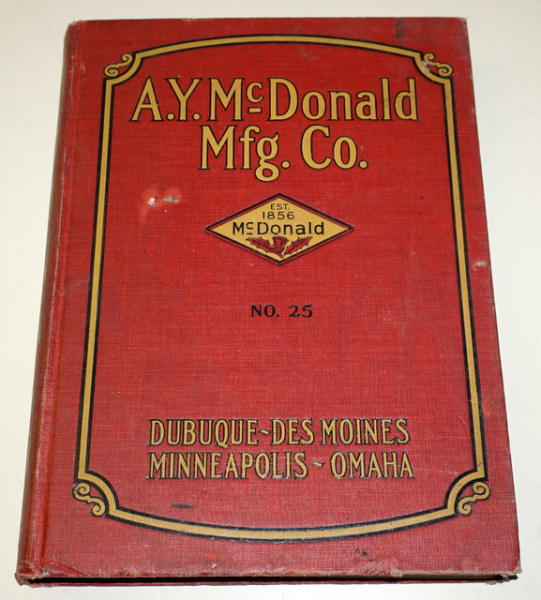 A.Y. McDonald
Mfg. Co.
EST.
1856
McDonald
NO. 25
DUBUQUE-DES MOINES
MINNEAPOLIS - OMAHA